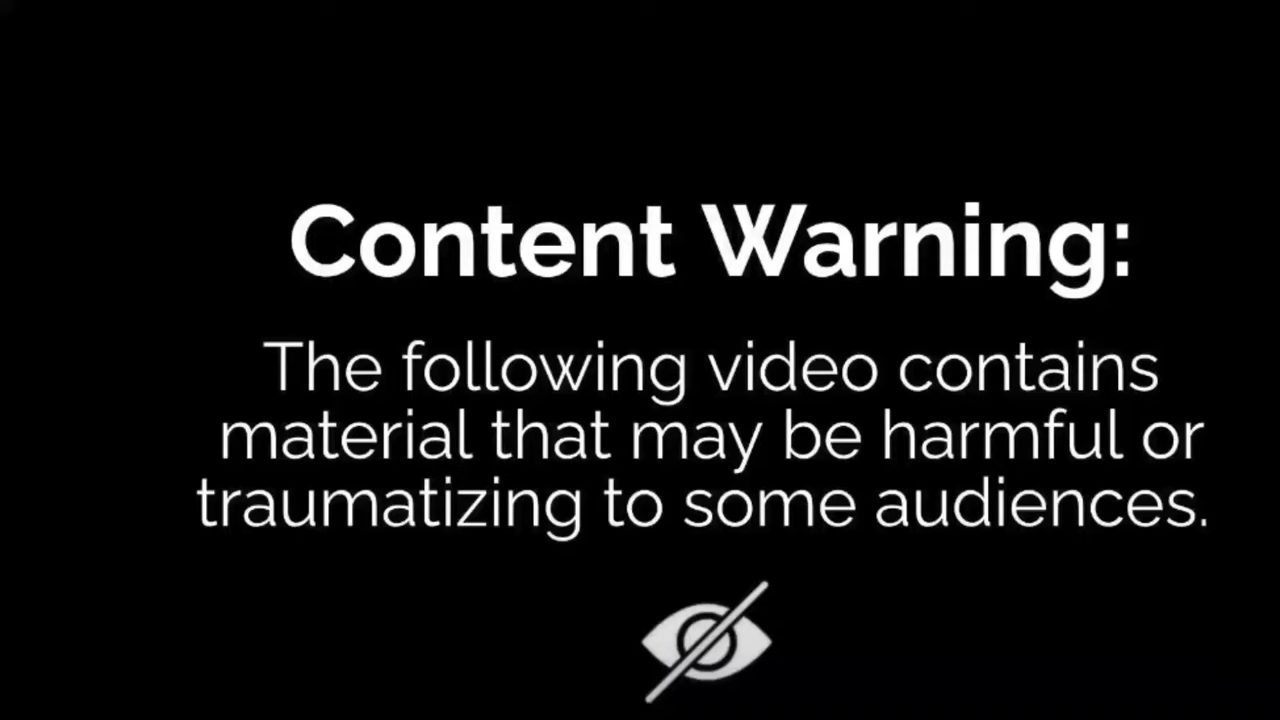 Content Warning:
The following video contains
material that may be harmful or
traumatizing to some audiences.